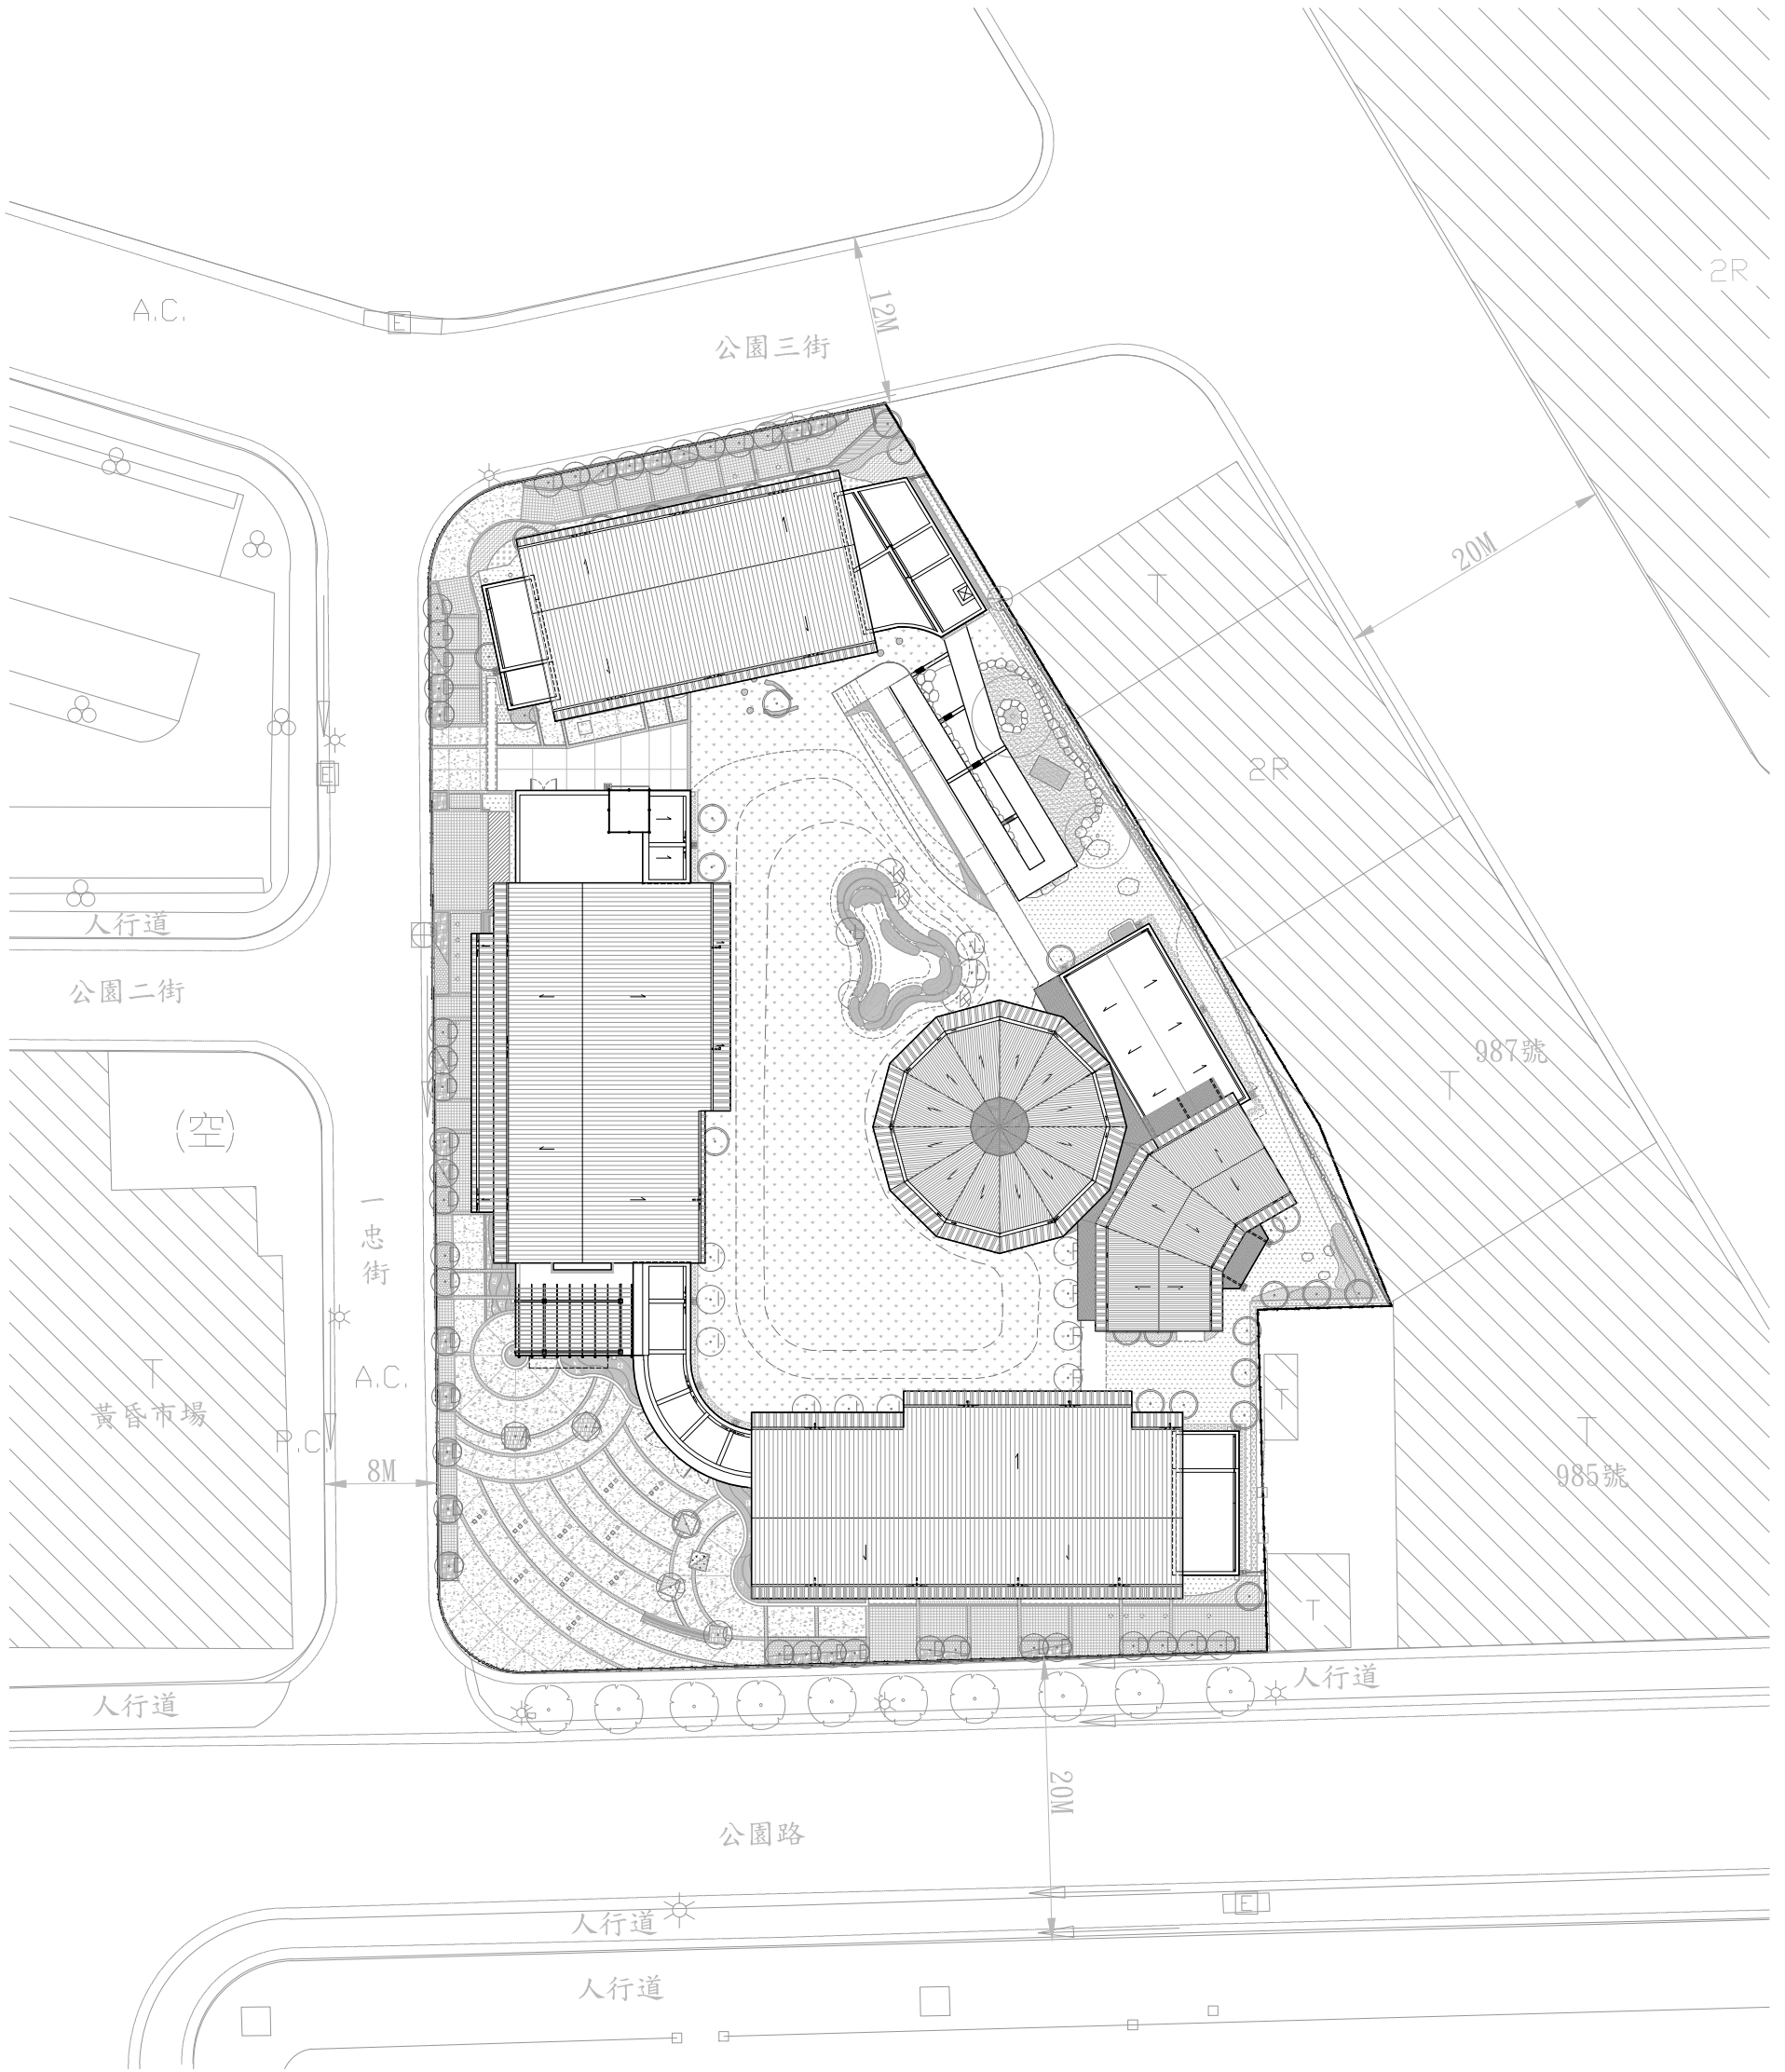 A.C.
E
12M
公園三街
2R
20M
T
E
2R
人行道
公園二街
987號
T
(空)
一忠街
T
A.C.
黃昏市場
P.C.
8M
T
T
985號
T
人行道
人行道
20M
公園路
E
人行道
人行道